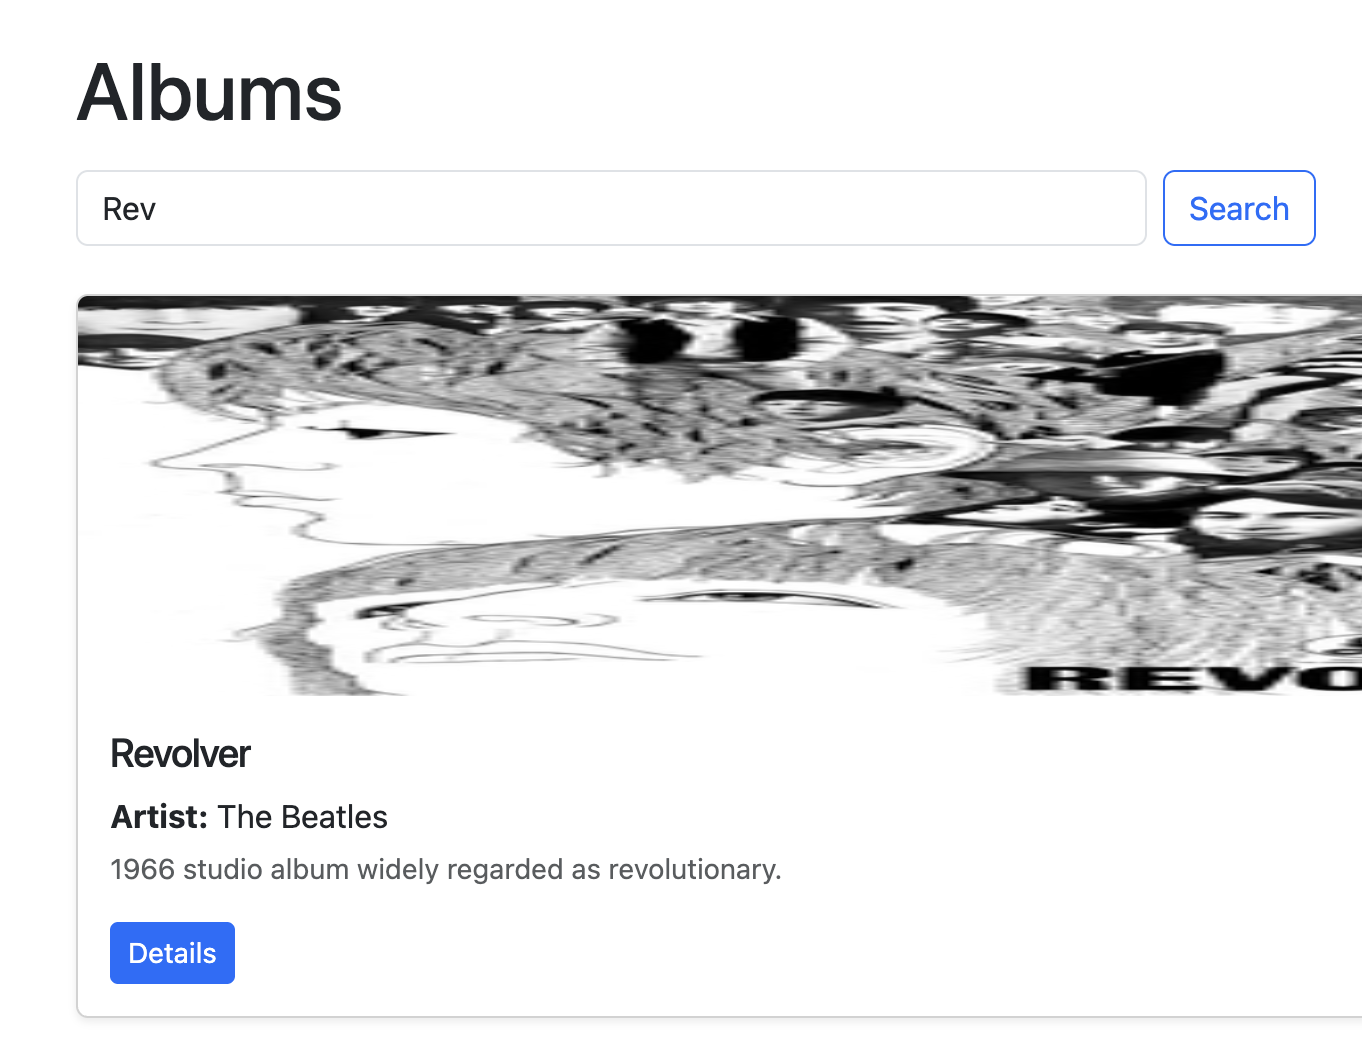 Albums
Rev
Search
REVO
Revolver
Artist: The Beatles
1966 studio album widely regarded as revolutionary.
Details